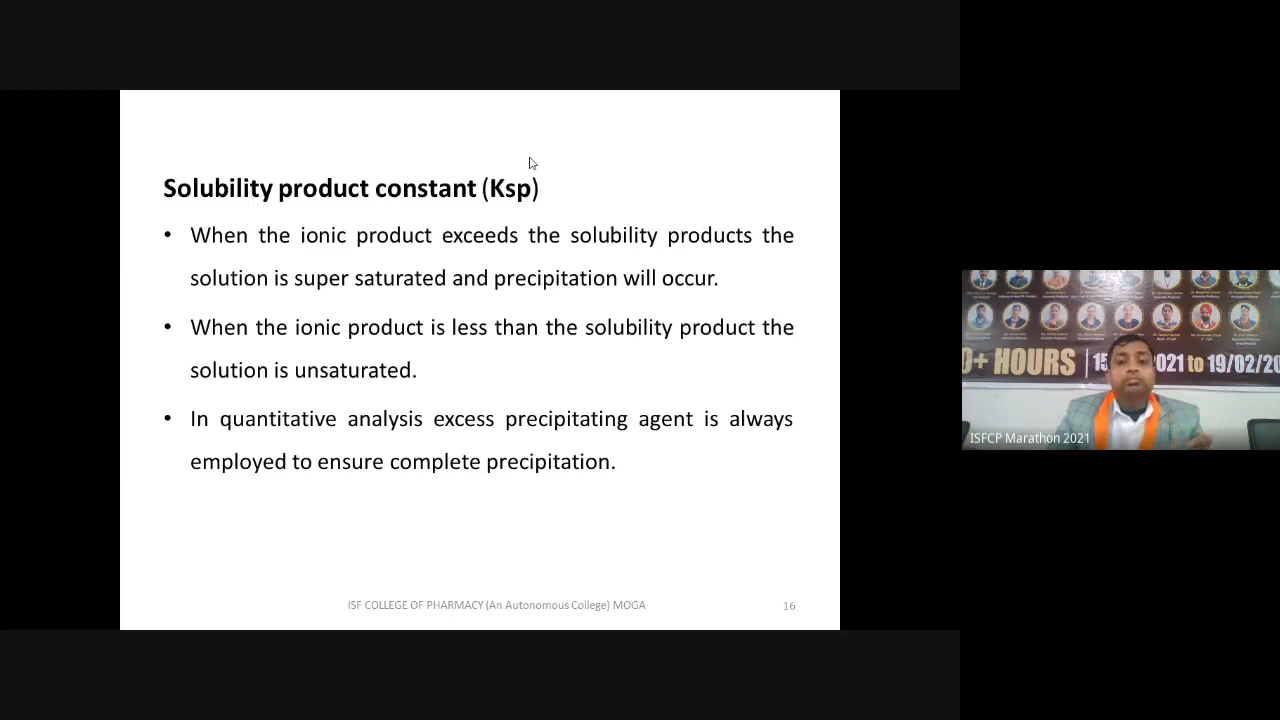 Solubility product constant (Ksp)
• When the ionic product exceeds the solubility products the
solution is super saturated and precipitation will occur.
• When the ionic product is less than the solubility product the
solution is unsaturated.
• In quantitative analysis excess precipitating agent is always
employed to ensure complete precipitation.
ISF COLLEGE OF PHARMACY (An Autonomous College) MOGA
16
0+ HOURS
2021 to 19/02/20
ISFCP Marathon 2021